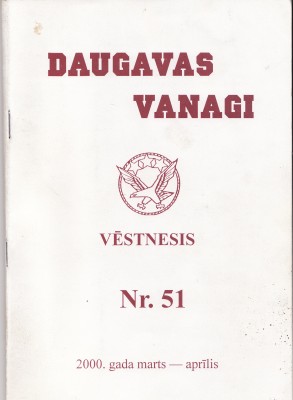 DAUGAVAS
VANAGI
VĒSTNESIS
Nr. 51
2000. gada marts — aprīlis